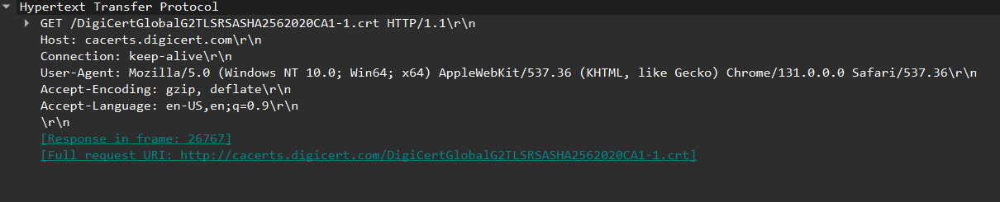 Hypertext Transfer Protocol
GET /DigiCertGlobalG2TLSRSASHA2562020CA1-1.crt HTTP/1.1\r\n
Host: cacerts.digicert.com\r\n
Connection: keep-alive\r\n
User-Agent: Mozilla/5.0 (Windows NT 10.0; Win64; x64) AppleWebKit/537.36 (KHTML, like Gecko) Chrome/131.0.0.0 Safari/537.36\r\n
Accept-Encoding: gzip, deflate\r\n
Accept-Language: en-US,en;q=0.9\r\n
\r\n
[Response in frame: 26767]
[Full request URI: http://cacerts.digicert.com/DigiCertGlobalG2TLSRSASHA2562020CA1-1.crt]